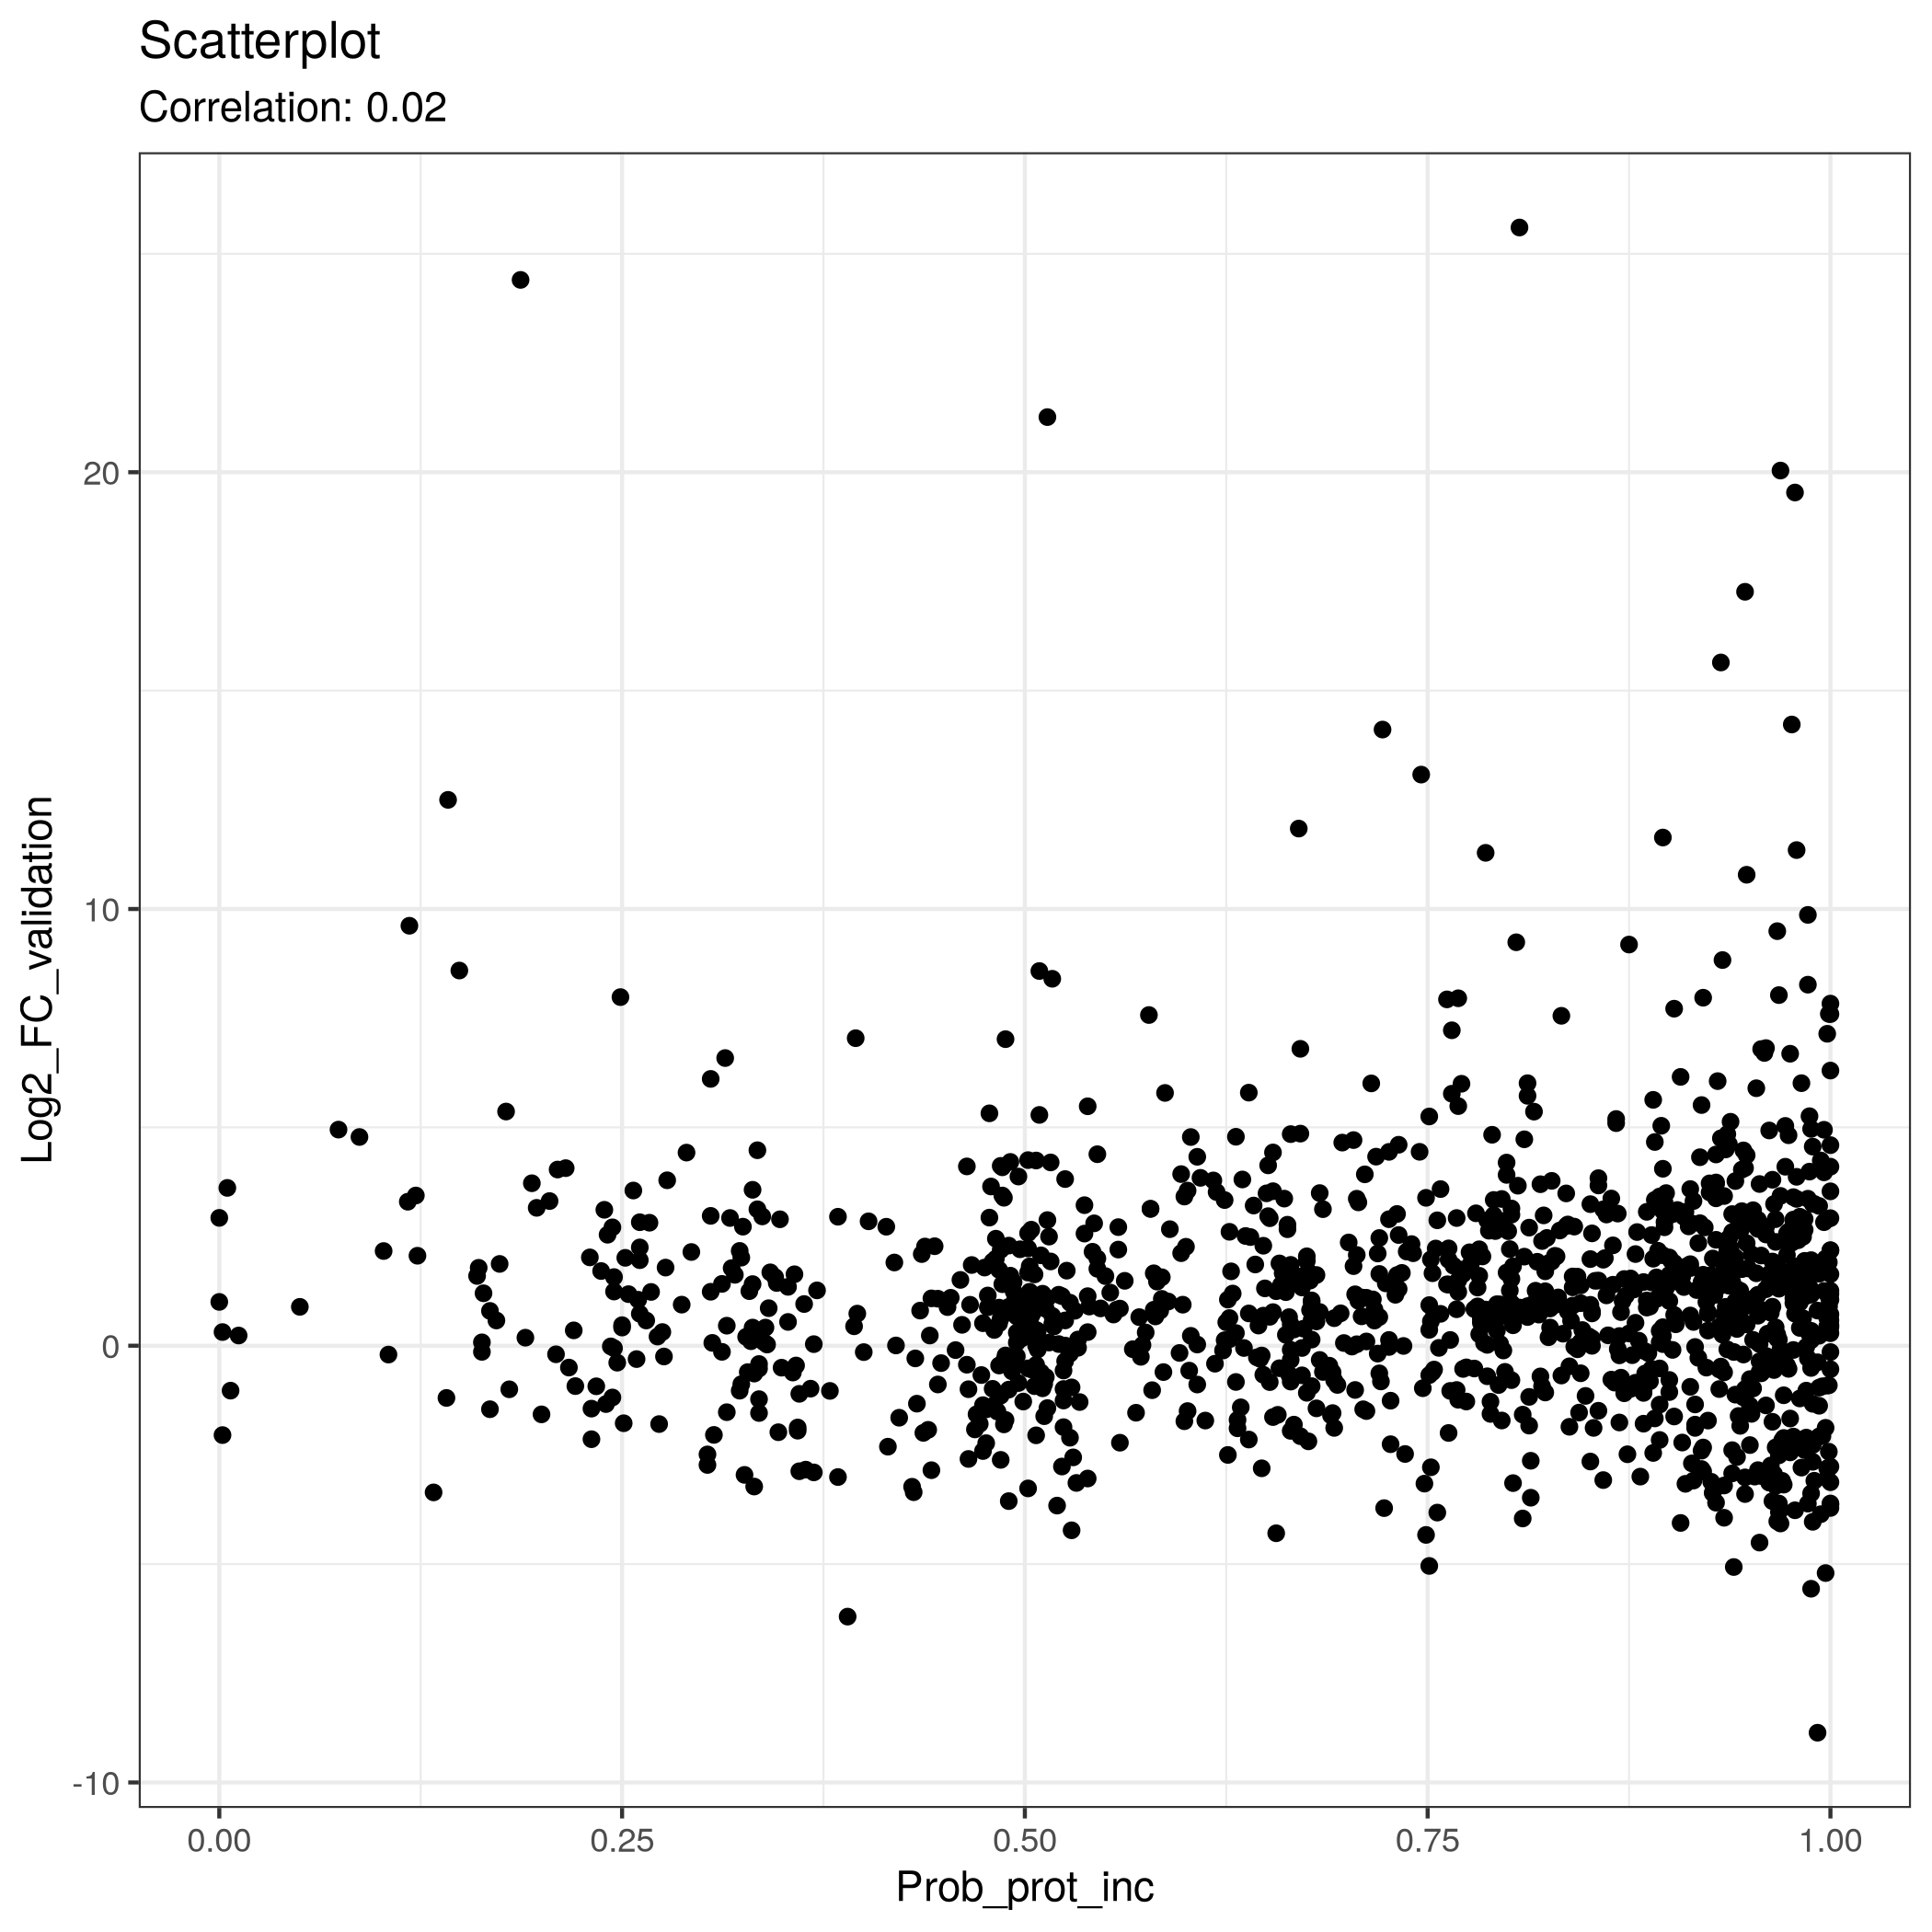 Scatterplot
Correlation: 0.02
Log2_FC_validation
20
10
0
-10
0.00 0.25 0.50 0.75 1.00
Prob_prot_inc